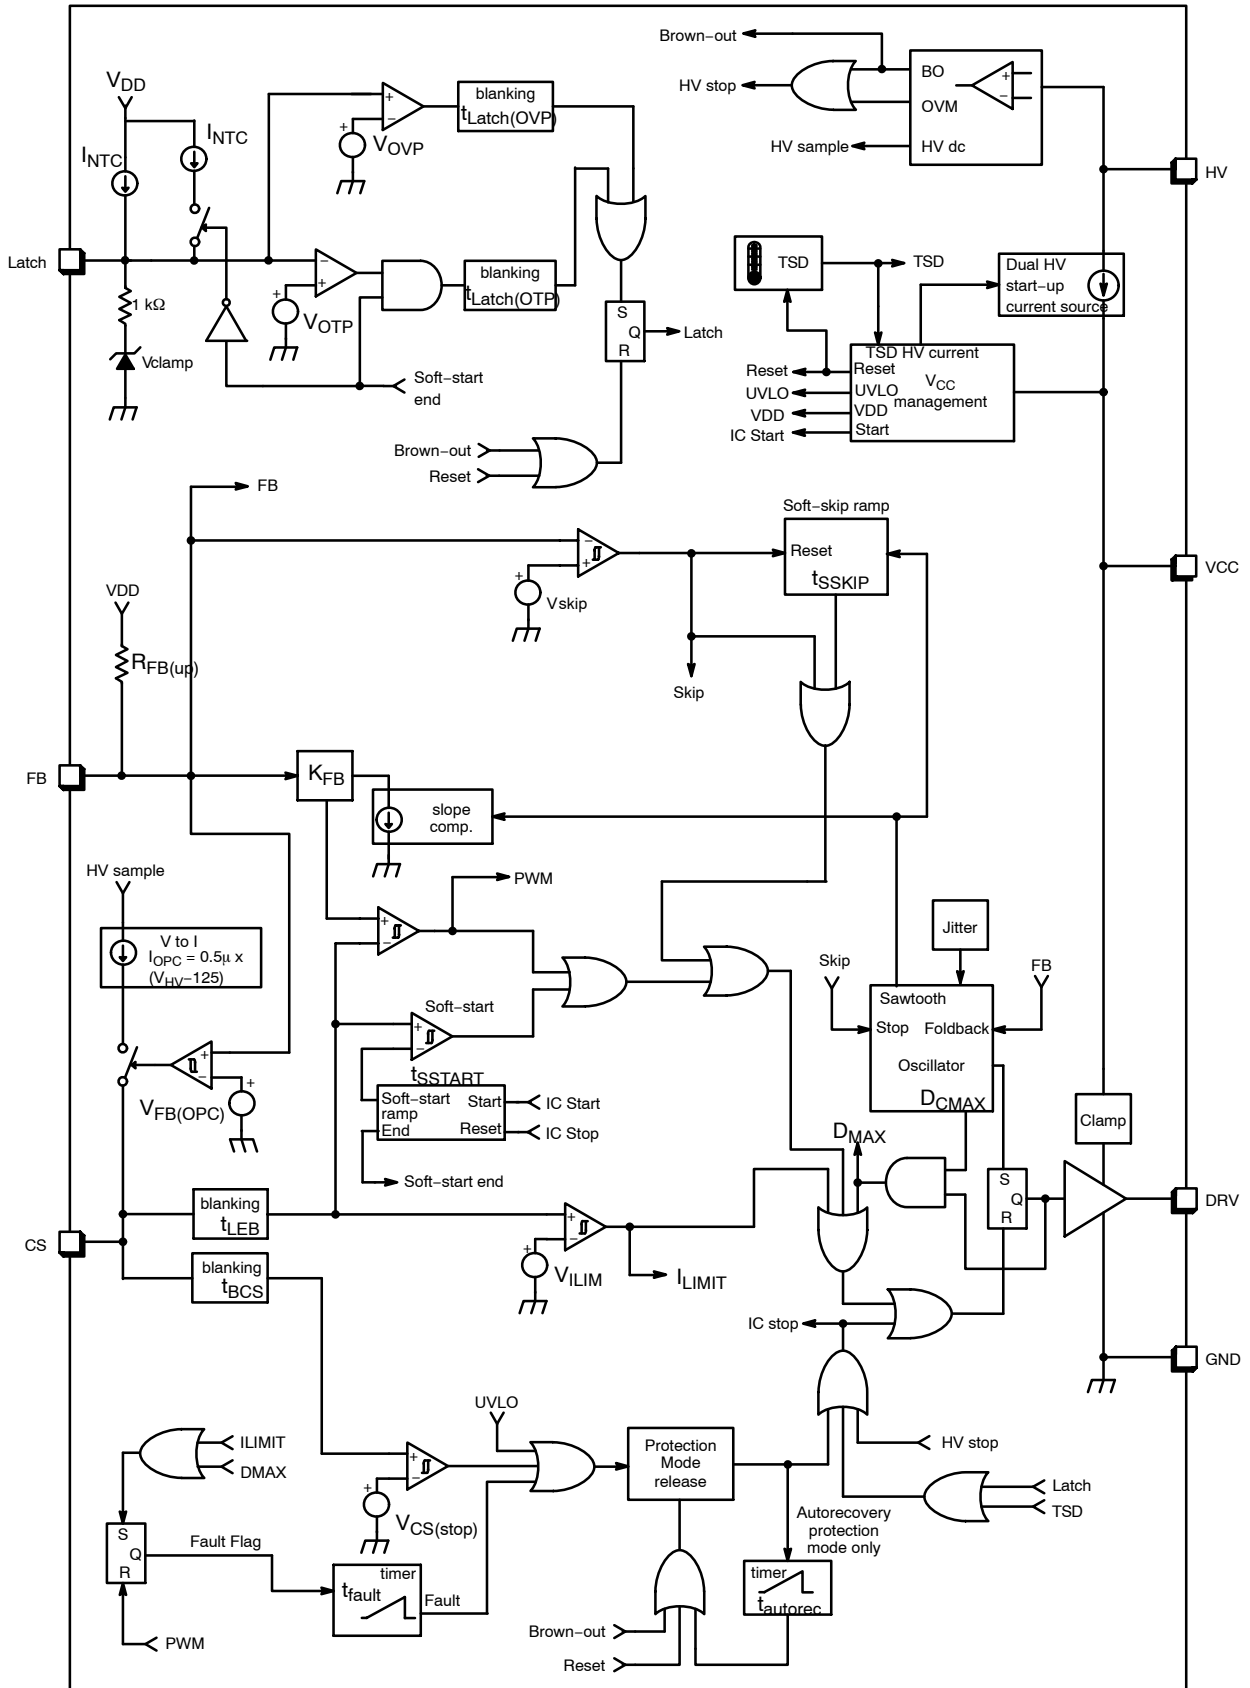 Brown−out
HV stop
BO
OVM
HV sample
HV dc
HV
VDD
INTC
INTC
blanking
tLatch(OVP)
VOVP
+
−
Latch
1 kΩ
Vclamp
VOTP
blanking
tLatch(OTP)
Soft−start
end
S
Q
R
Latch
Brown−out
Reset
TSD
TSD
Dual HV
start−up
current source
TSD HV current
Reset
UVLO
VDD
Start
VCC
management
Reset
UVLO
VDD
IC Start
FB
Soft−skip ramp
Reset
tSSKIP
Vskip
Skip
VCC
VDD
RFB(up)
FB
KFB
slope
comp.
HV sample
V to I
IOPC = 0.5μ x
(VHV−125)
VFB(OPC)
PWM
Soft−start
tSSTART
Soft−start
ramp
End
Start
Reset
IC Start
IC Stop
Soft−start end
Jitter
Skip
FB
Sawtooth
Stop
Foldback
Oscillator
DCMAX
DMAX
Clamp
S
Q
R
DRV
CS
blanking
tLEB
blanking
tBCS
VILIM
ILIMIT
IC stop
GND
UVLO
ILIMIT
DMAX
S
Q
R
Fault Flag
PWM
timer
tfault
Fault
VCS(stop)
Protection
Mode
release
HV stop
Latch
TSD
Autorecovery
protection
mode only
timer
tautorec
Brown−out
Reset